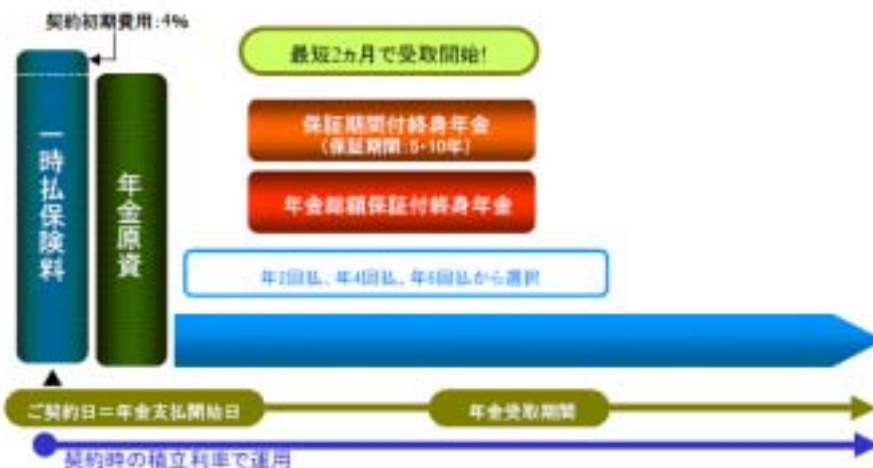 契約初期費用:4%
最短2ヵ月で受取開始!
一時払保険料
年金原資
保証期間付終身年金
(保証期間:5・10年)
年金総額保証付終身年金
年2回払、年4回払、年6回払から選択
ご契約日=年金支払開始日
年金受取期間
契約時の積立利率で運用